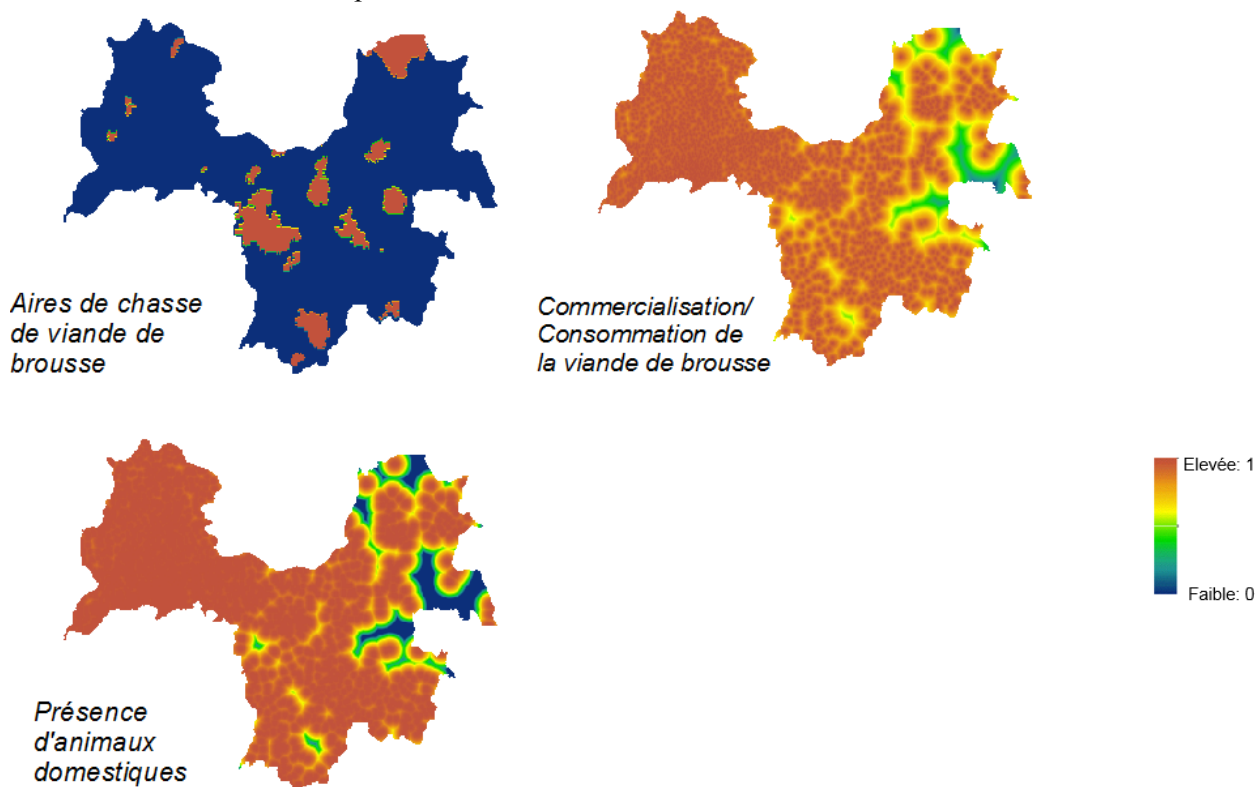 Aires de chasse
de viande de
brousse
Commercialisation/
Consommation de
la viande de brousse
Présence
d'animaux
domestiques
Elevée: 1
Faible: 0